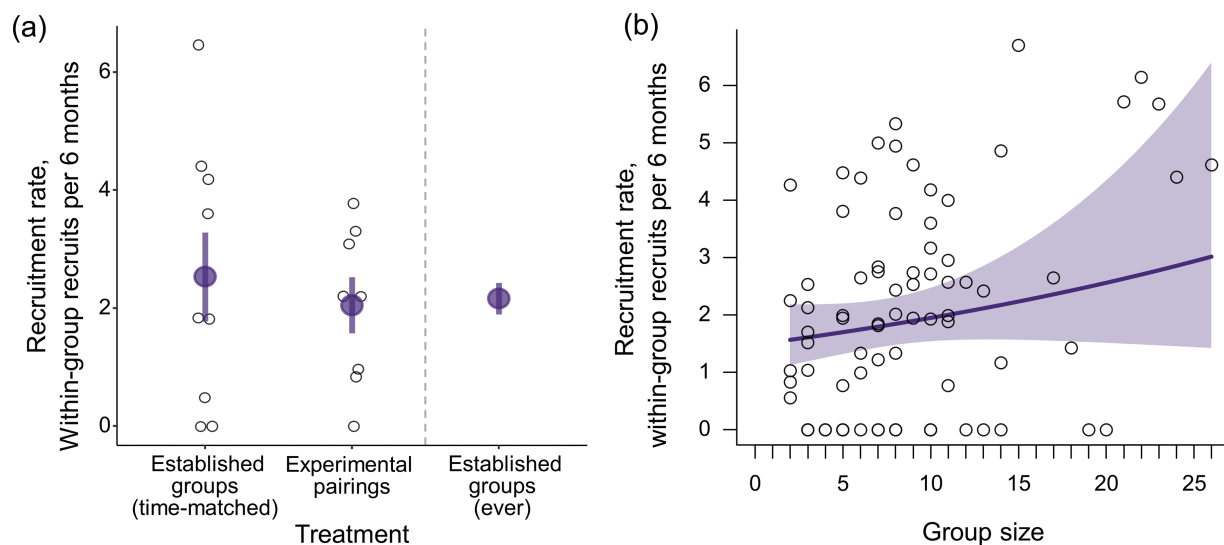 (a)
Recruitment rate,
Within-group recruits per 6 months
6
4
2
0
Established
groups
(time-matched)
Experimental
pairings
Established
groups
(ever)
Treatment
(b)
Recruitment rate,
within-group recruits per 6 months
6
5
4
3
2
1
0
0 5 10 15 20 25
Group size